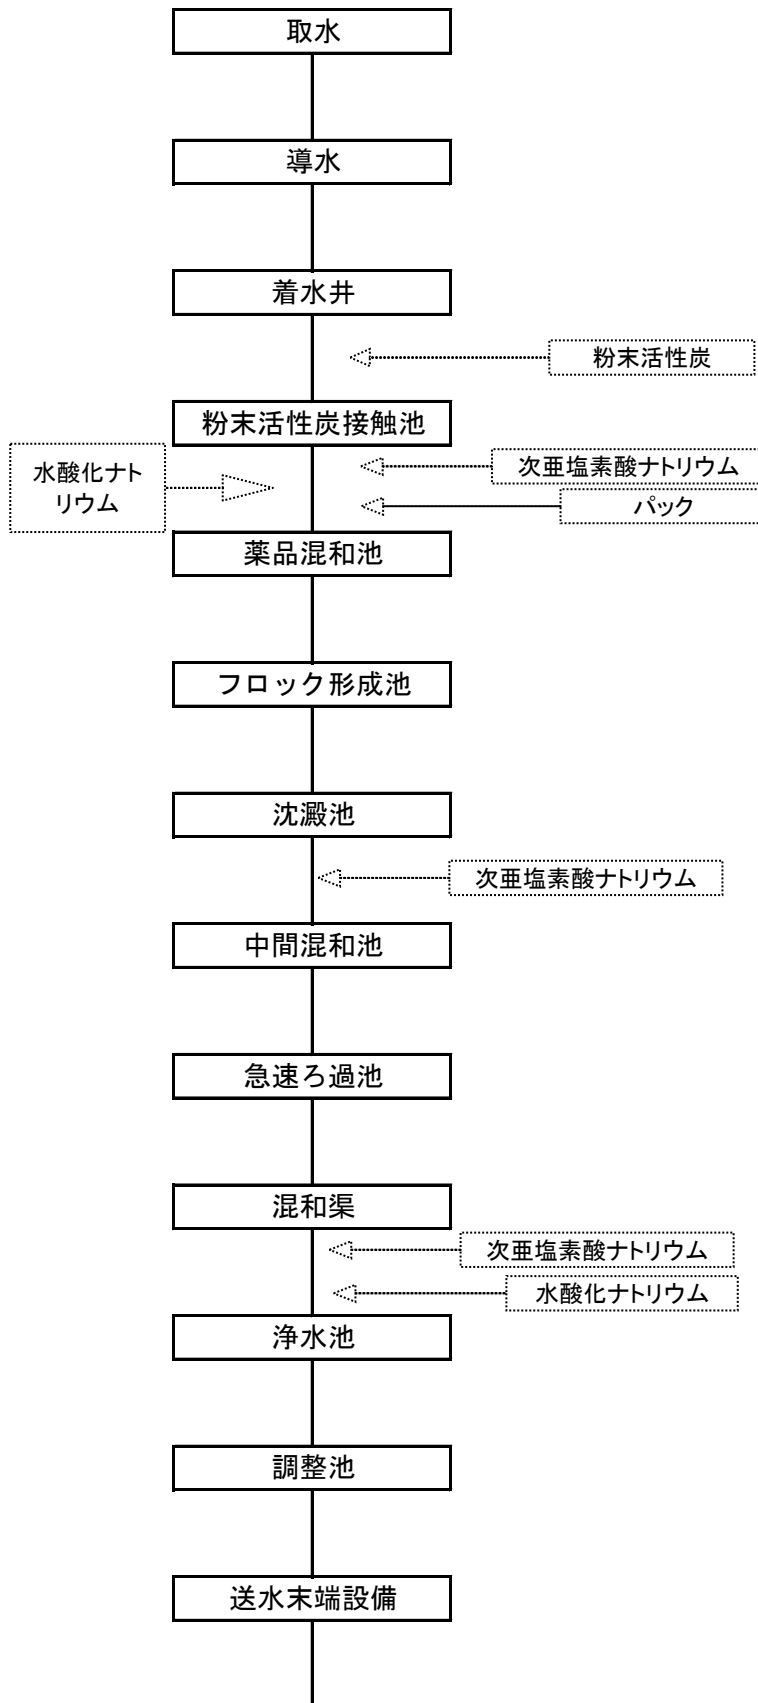 取水
導水
着水井
粉末活性炭
粉末活性炭接触池
水酸化ナト
リウム
次亜塩素酸ナトリウム
パック
薬品混和池
フロック形成池
沈澱池
次亜塩素酸ナトリウム
中間混和池
急速ろ過池
混和渠
次亜塩素酸ナトリウム
水酸化ナトリウム
浄水池
調整池
送水末端設備